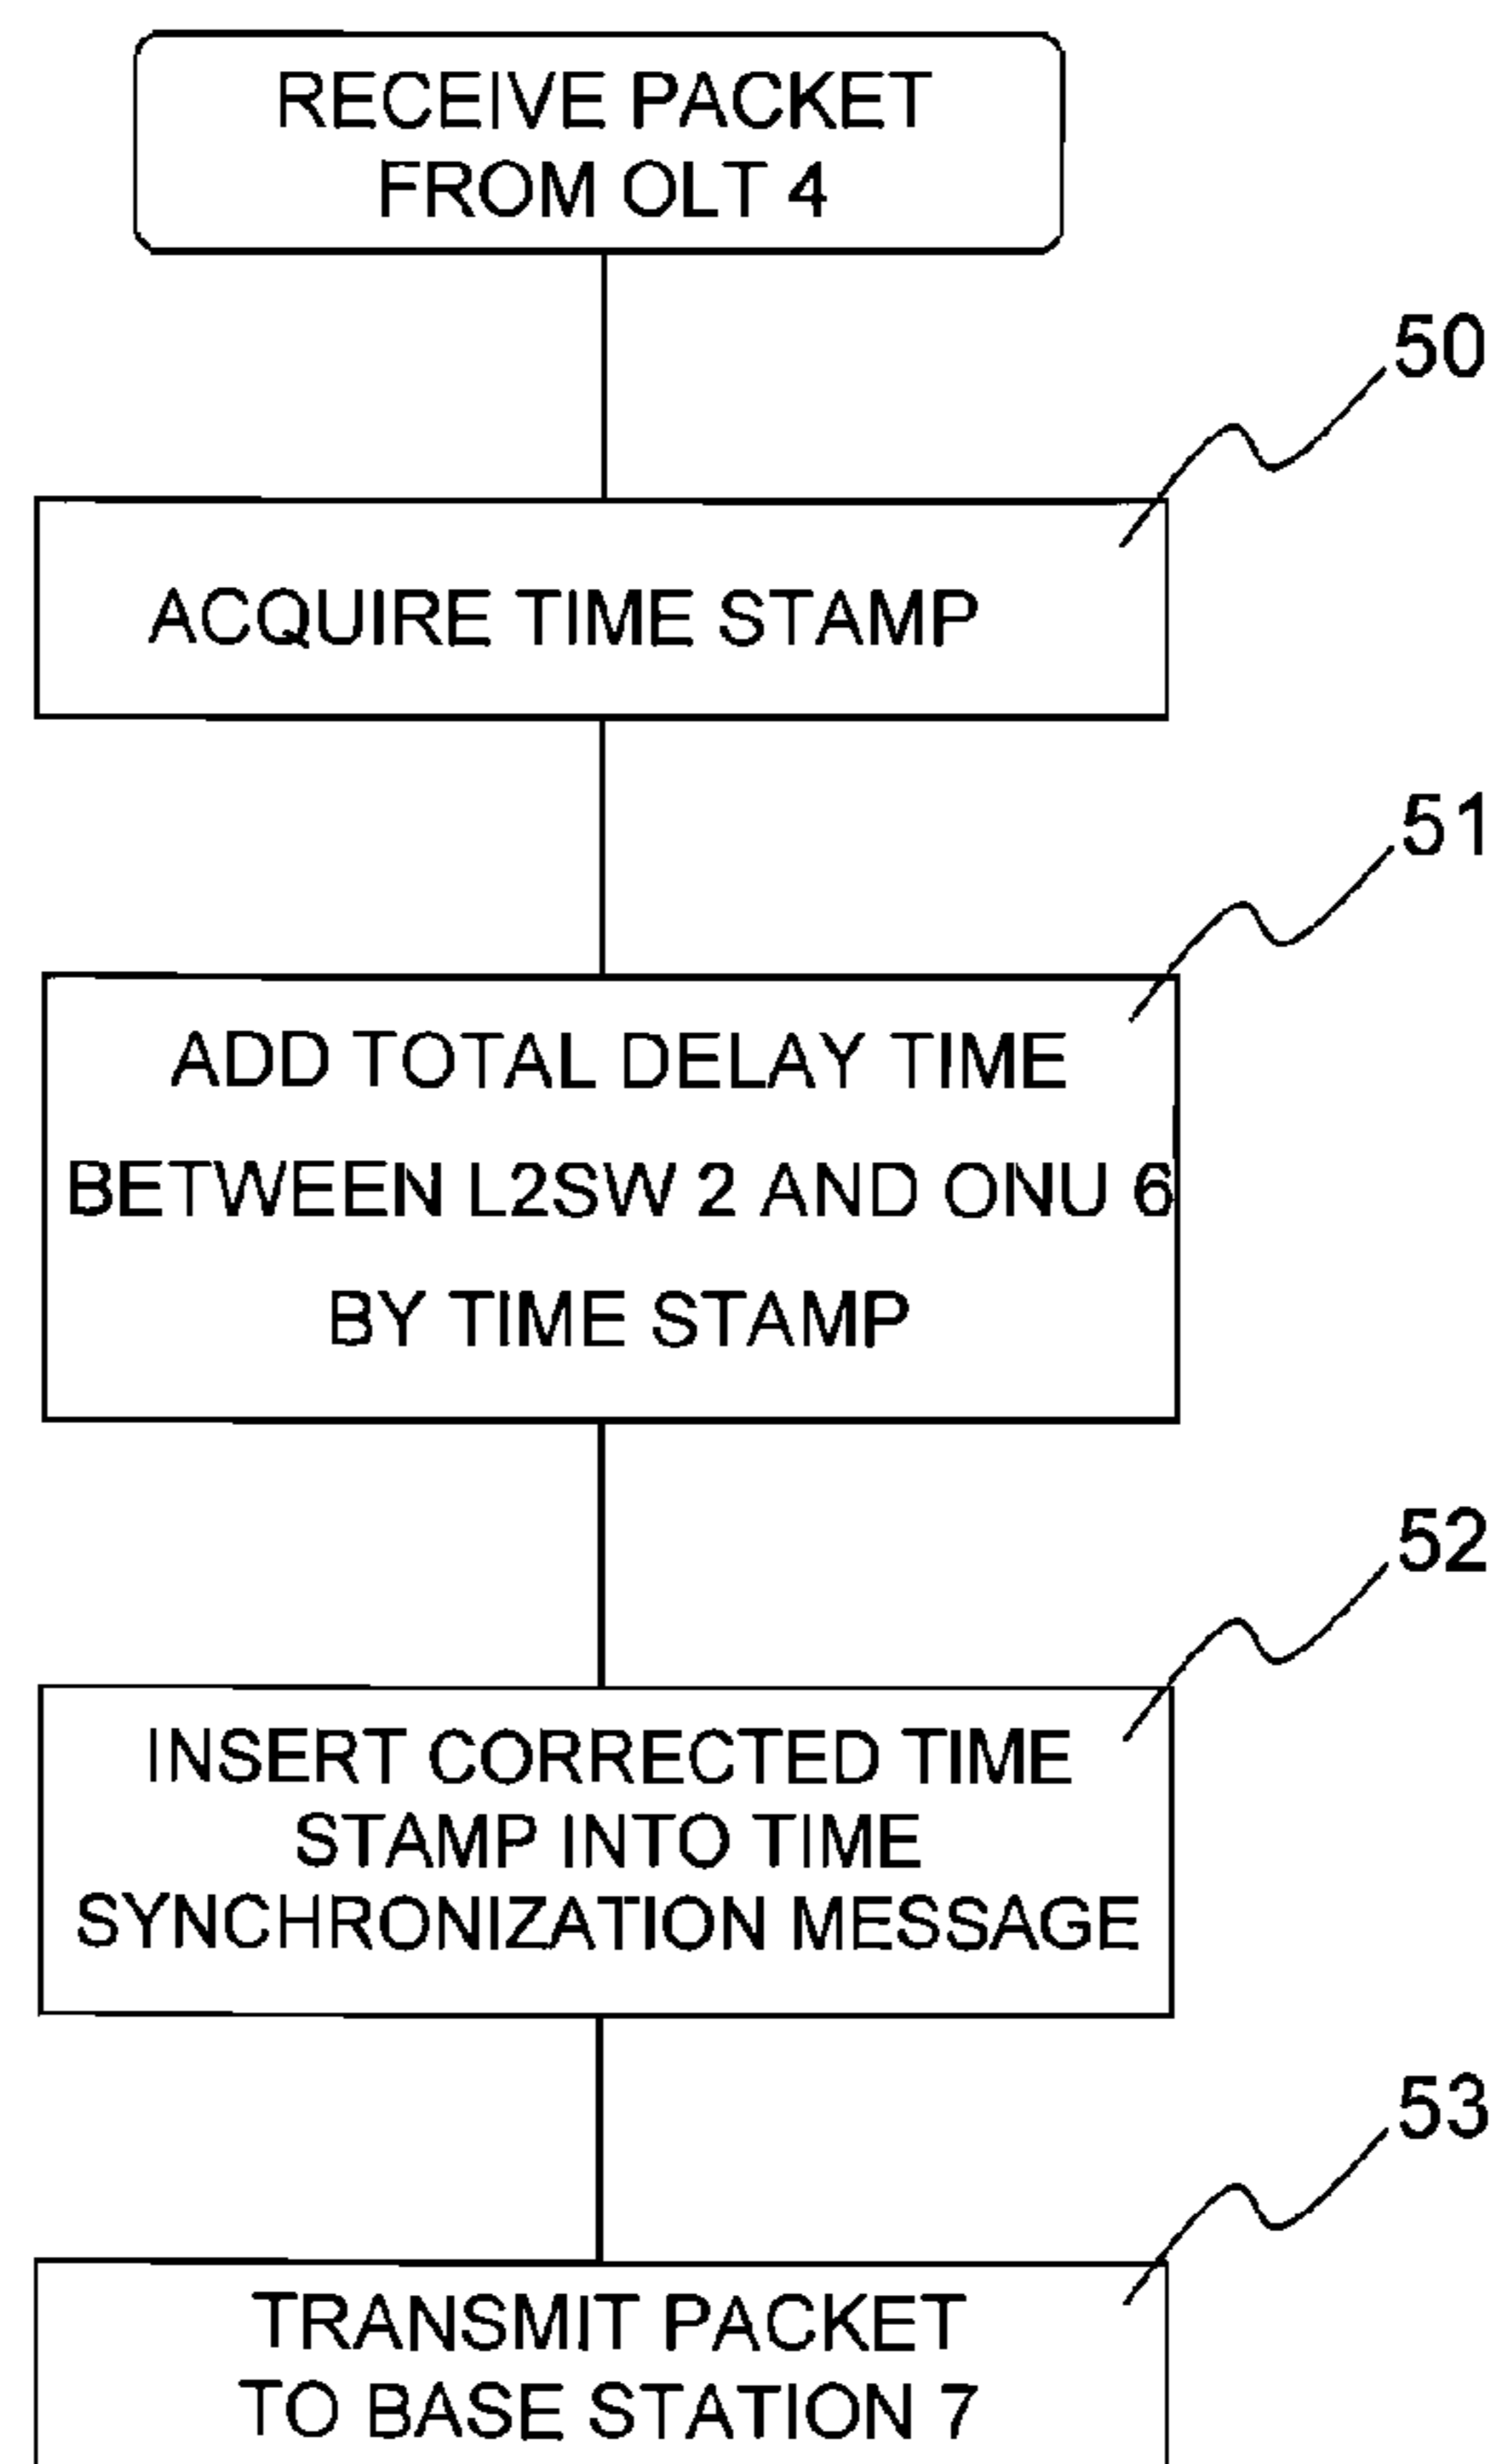 RECEIVE PACKET
FROM OLT 4
50
ACQUIRE TIME STAMP
51
ADD TOTAL DELAY TIME
BETWEEN L2SW 2 AND ONU 6
BY TIME STAMP
52
INSERT CORRECTED TIME
STAMP INTO TIME
SYNCHRONIZATION MESSAGE
53
TRANSMIT PACKET
TO BASE STATION 7